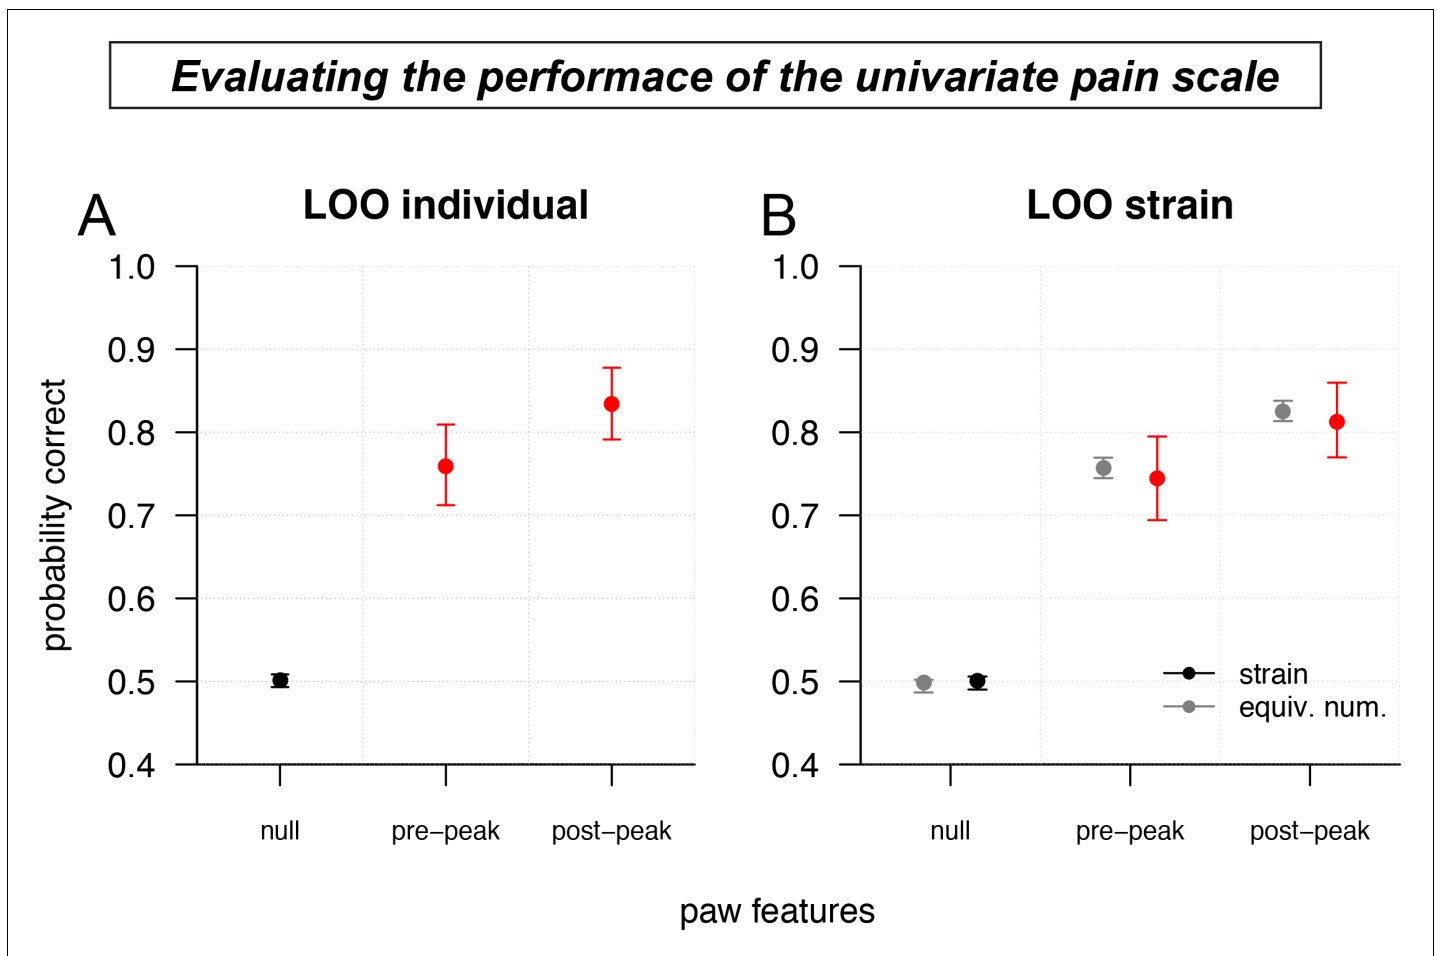 Evaluating the performace of the univariate pain scale
A
LOO individual
probability correct
1.0
0.9
0.8
0.7
0.6
0.5
0.4
null pre–peak post–peak
B
LOO strain
1.0
0.9
0.8
0.7
0.6
0.5
0.4
strain
equiv. num.
null pre–peak post–peak
paw features